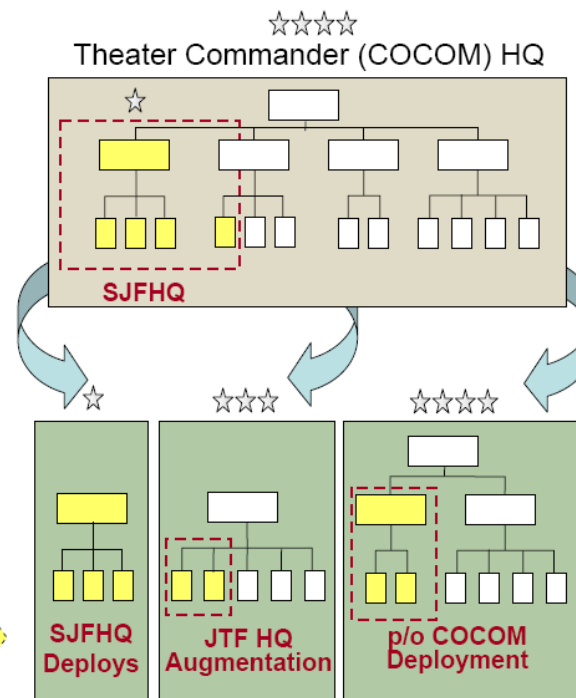 Theater Commander (COCOM) HQ
SJFHQ
SJFHQ
Deploys
JTF HQ
Augmentation
p/o COCOM
Deployment